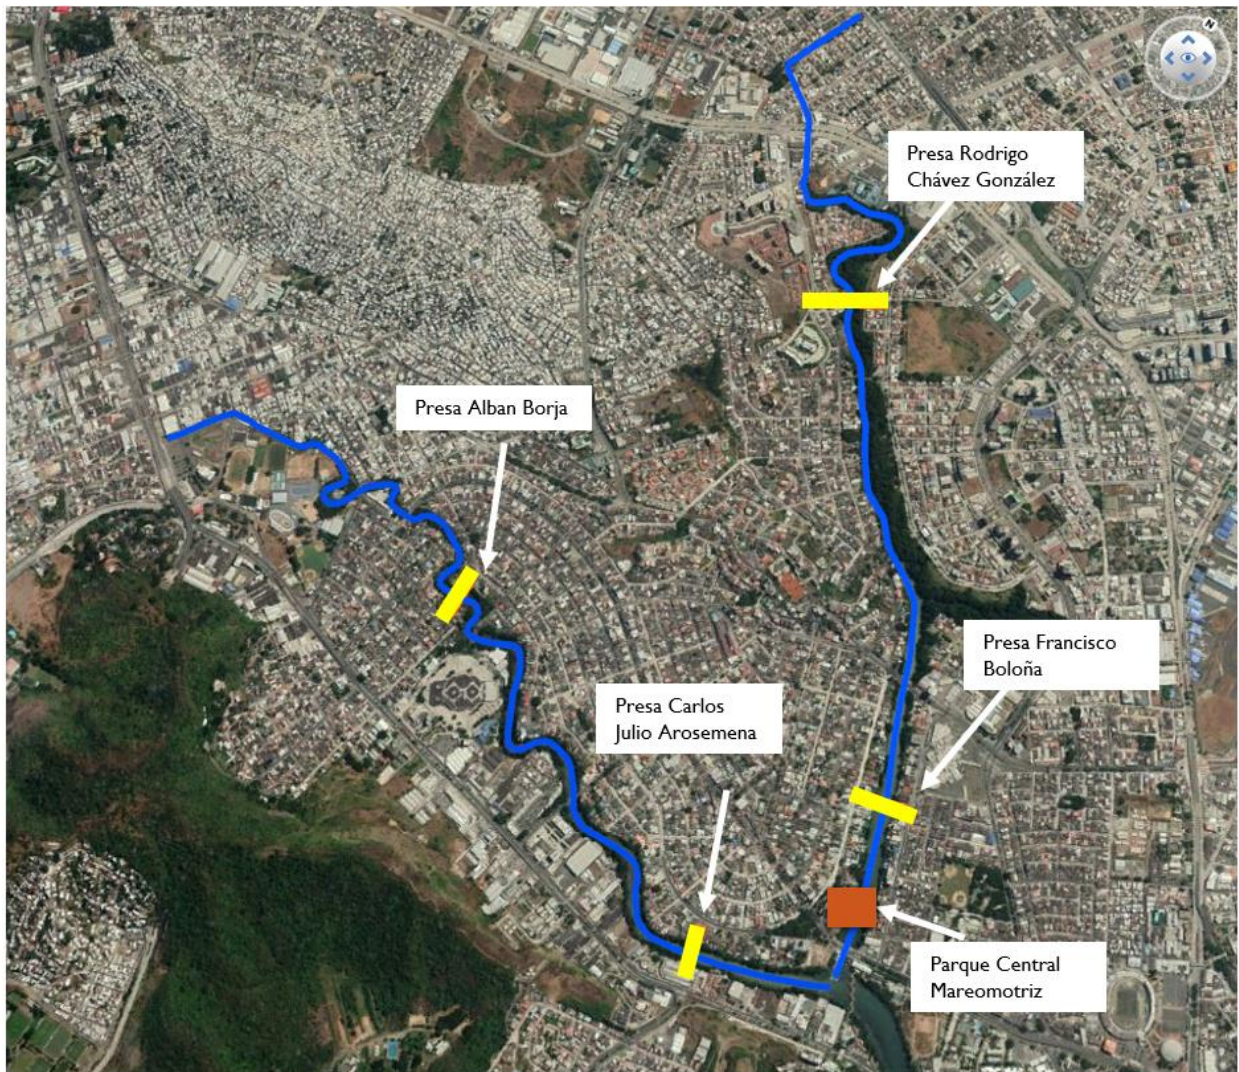 N
Presa Rodrigo
Chávez González
Presa Alban Borja
Presa Francisco
Boloña
Presa Carlos
Julio Arosemena
Parque Central
Mareomotriz